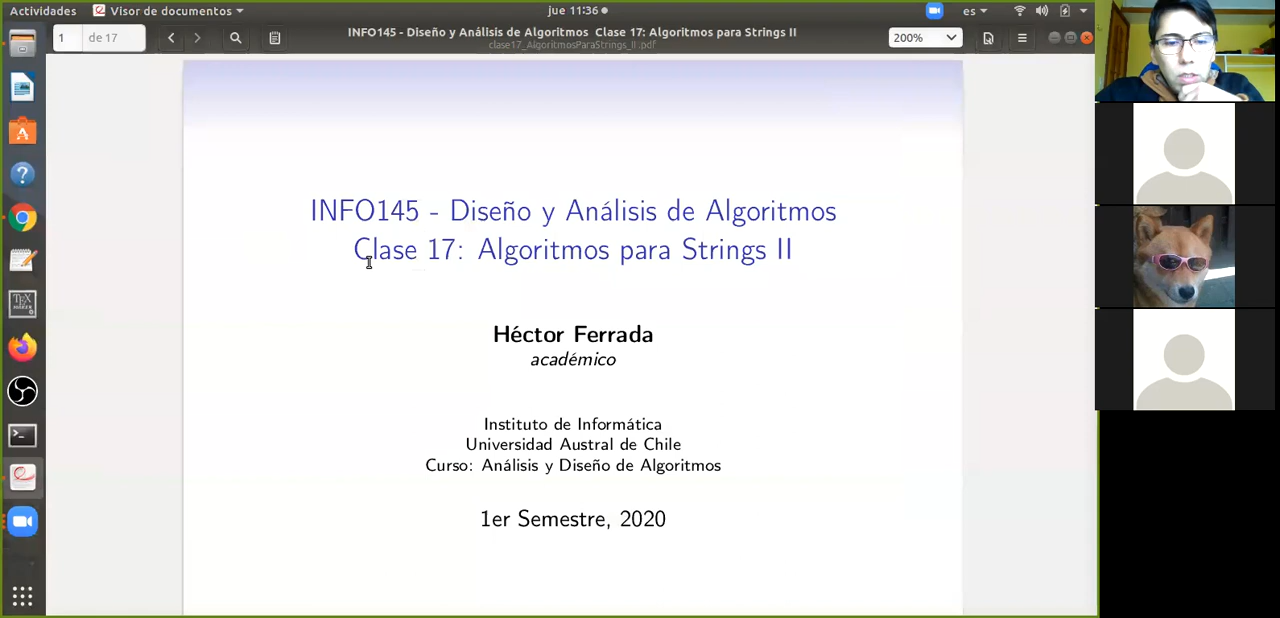 Actividades
Visor de documentos
jue 11:36
es
1
de 17
INFO145 - Diseño y Análisis de Algoritmos Clase 17: Algoritmos para Strings II
clase17_AlgoritmosParaStrings_II.pdf
200%
INFO145 - Diseño y Análisis de Algoritmos
Clase 17: Algoritmos para Strings II
Héctor Ferrada
académico
Instituto de Informática
Universidad Austral de Chile
Curso: Análisis y Diseño de Algoritmos
1er Semestre, 2020